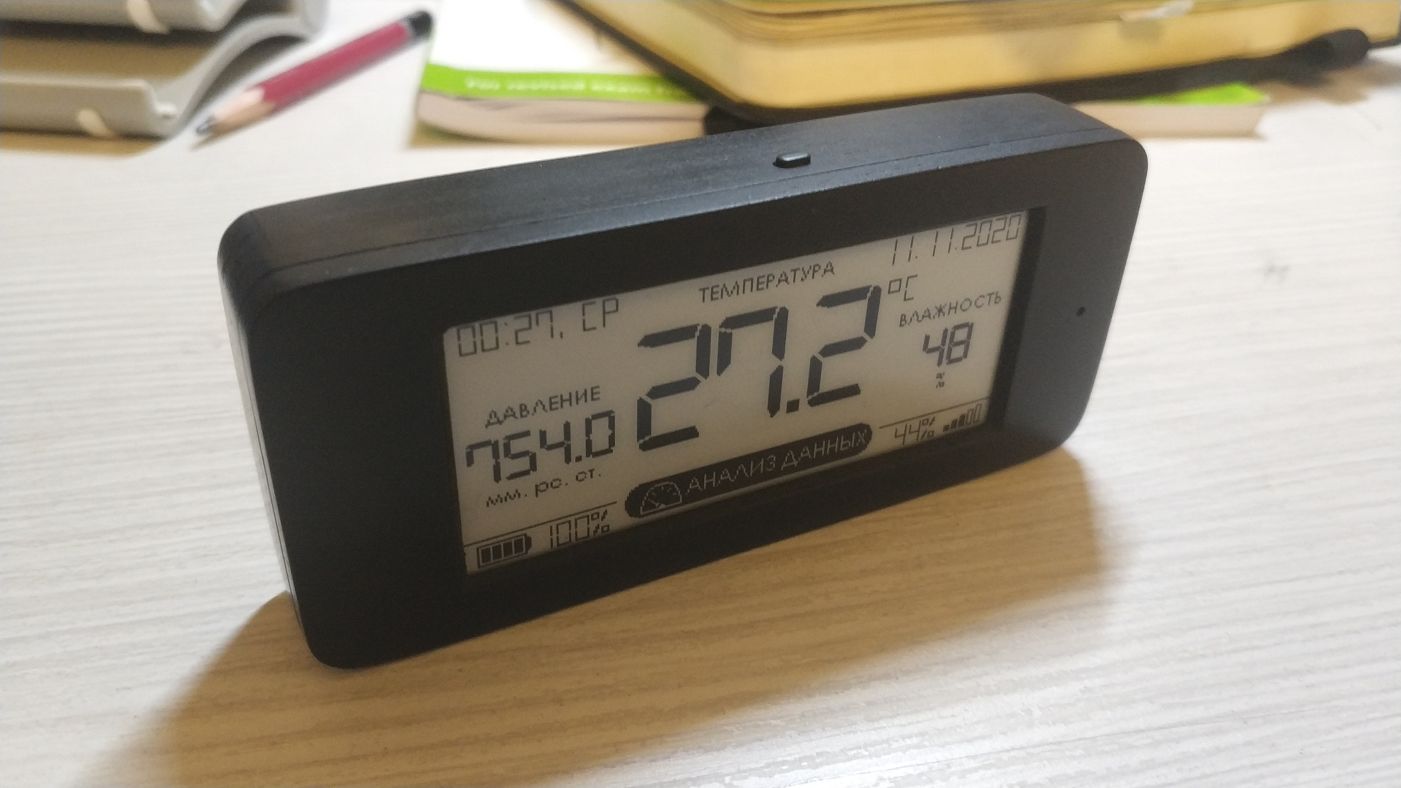 00:27, СР
11.11.2020
ТЕМПЕРАТУРА
27.2 °C
ВЛАЖНОСТЬ
48
%
ДАВЛЕНИЕ
754.0
мм. рс. ст.
АНАЛИЗ ДАННЫХ
100%
44%